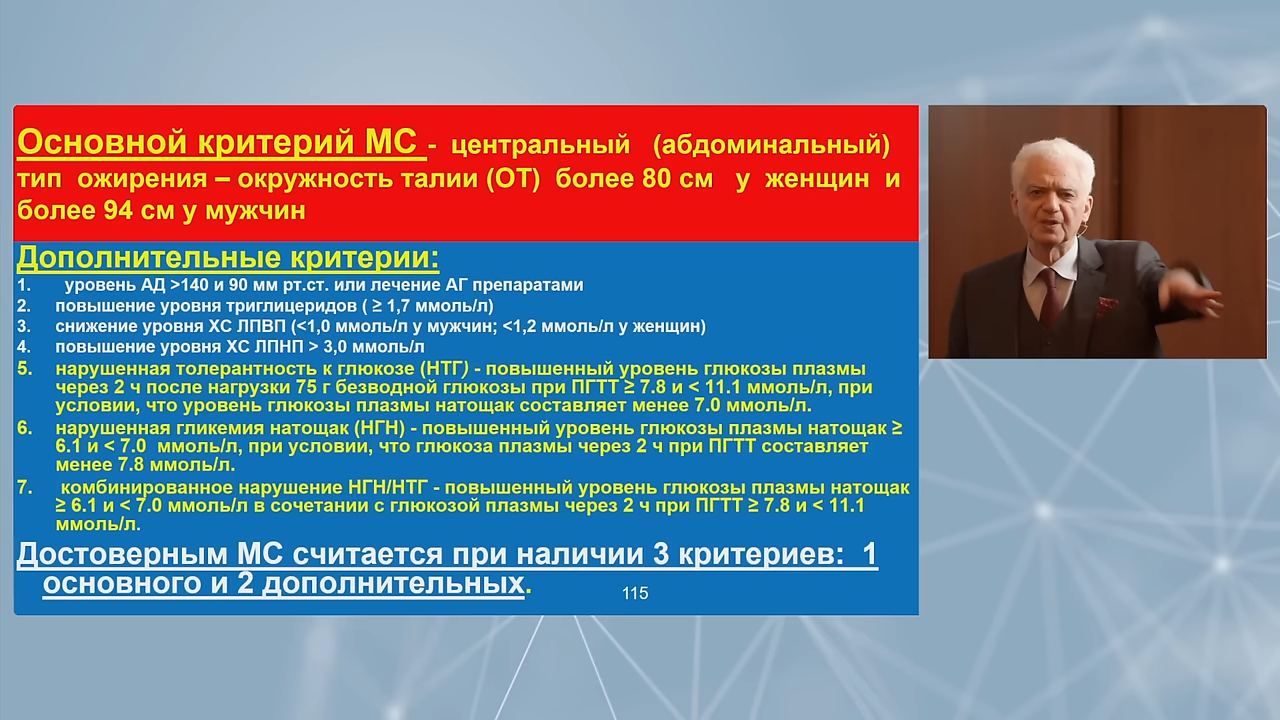 Основной критерий МС - центральный (абдоминальный)
тип ожирения – окружность талии (ОТ) более 80 см у женщин и
более 94 см у мужчин
Дополнительные критерии:
1. уровень АД >140 и 90 мм рт.ст. или лечение АГ препаратами
2. повышение уровня триглицеридов ( ≥ 1,7 ммоль/л)
3. снижение уровня ХС ЛПВП (<1,0 ммоль/л у мужчин; <1,2 ммоль/л у женщин)
4. повышение уровня ХС ЛПНП > 3,0 ммоль/л
5. нарушенная толерантность к глюкозе (НТГ) - повышенный уровень глюкозы плазмы
через 2 ч после нагрузки 75 г безводной глюкозы при ПГТТ ≥ 7.8 и < 11.1 ммоль/л, при
условии, что уровень глюкозы плазмы натощак составляет менее 7.0 ммоль/л.
6. нарушенная гликемия натощак (НГН) - повышенный уровень глюкозы плазмы натощак ≥
6.1 и < 7.0 ммоль/л, при условии, что глюкоза плазмы через 2 ч при ПГТТ составляет
менее 7.8 ммоль/л.
7. комбинированное нарушение НГН/НТГ - повышенный уровень глюкозы плазмы натощак
≥ 6.1 и < 7.0 ммоль/л в сочетании с глюкозой плазмы через 2 ч при ПГТТ ≥ 7.8 и < 11.1
ммоль/л.
Достоверным МС считается при наличии 3 критериев: 1
основного и 2 дополнительных.
115